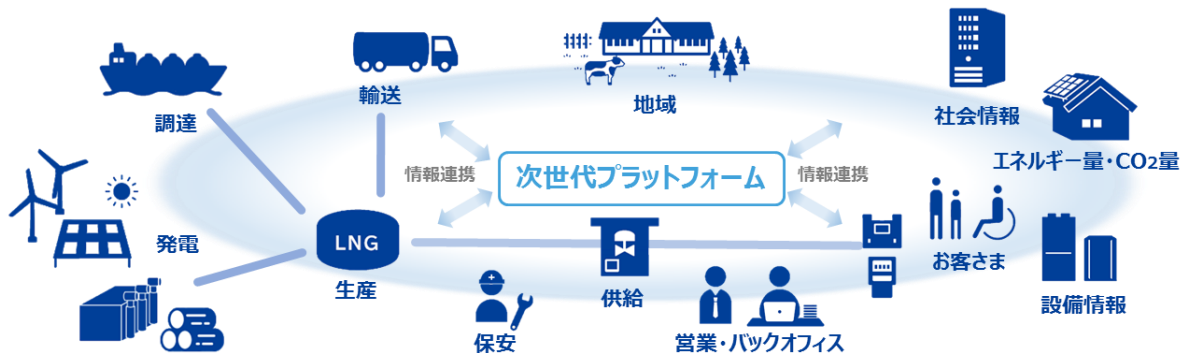 輸送
調達
地域
社会情報
エネルギー量・CO2量
情報連携
次世代プラットフォーム
情報連携
発電
LNG
生産
供給
お客さま
設備情報
保安
営業・バックオフィス